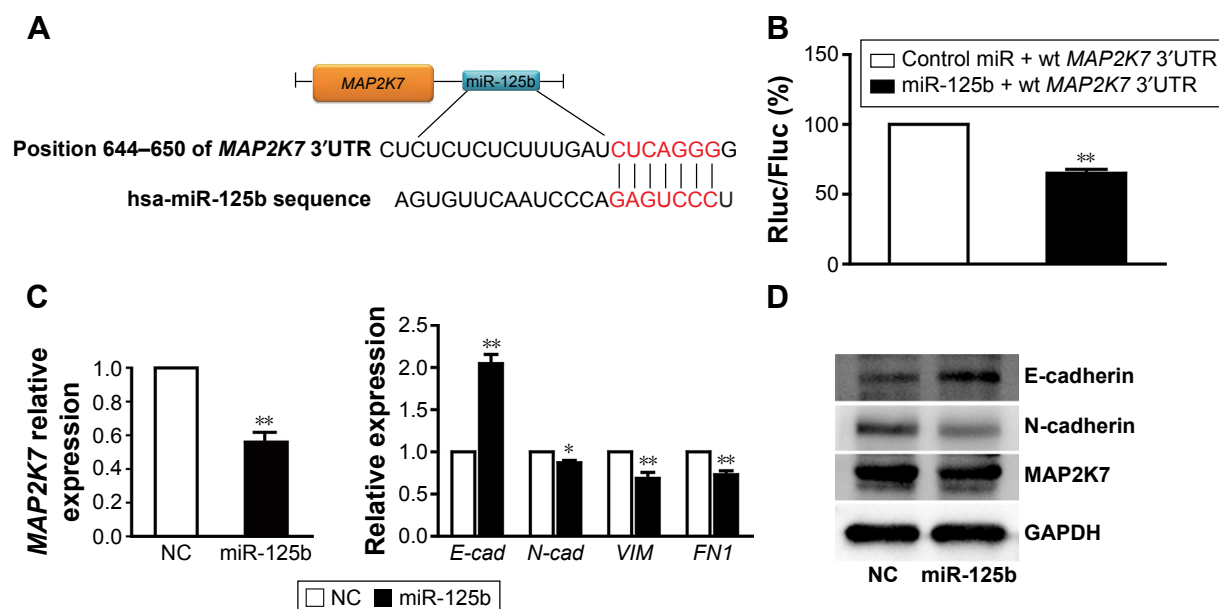 A
MAP2K7
miR-125b
Position 644–650 of MAP2K7 3′UTR
CUCUCUCUCUUUGAUCUCAGGGG
hsa-miR-125b sequence
AGUGUUCAAUCCCAGAGUCCCU
B
Control miR + wt MAP2K7 3′UTR
miR-125b + wt MAP2K7 3′UTR
Rluc/Fluc (%)
150
100
50
0
**
C
MAP2K7 relative
expression
1.0
0.8
0.6
0.4
0.2
0.0
**
NC
miR-125b
Relative expression
2.5
2.0
1.5
1.0
0.5
0.0
**
*
**
**
E-cad
N-cad
VIM
FN1
NC
miR-125b
D
E-cadherin
N-cadherin
MAP2K7
GAPDH
NC
miR-125b